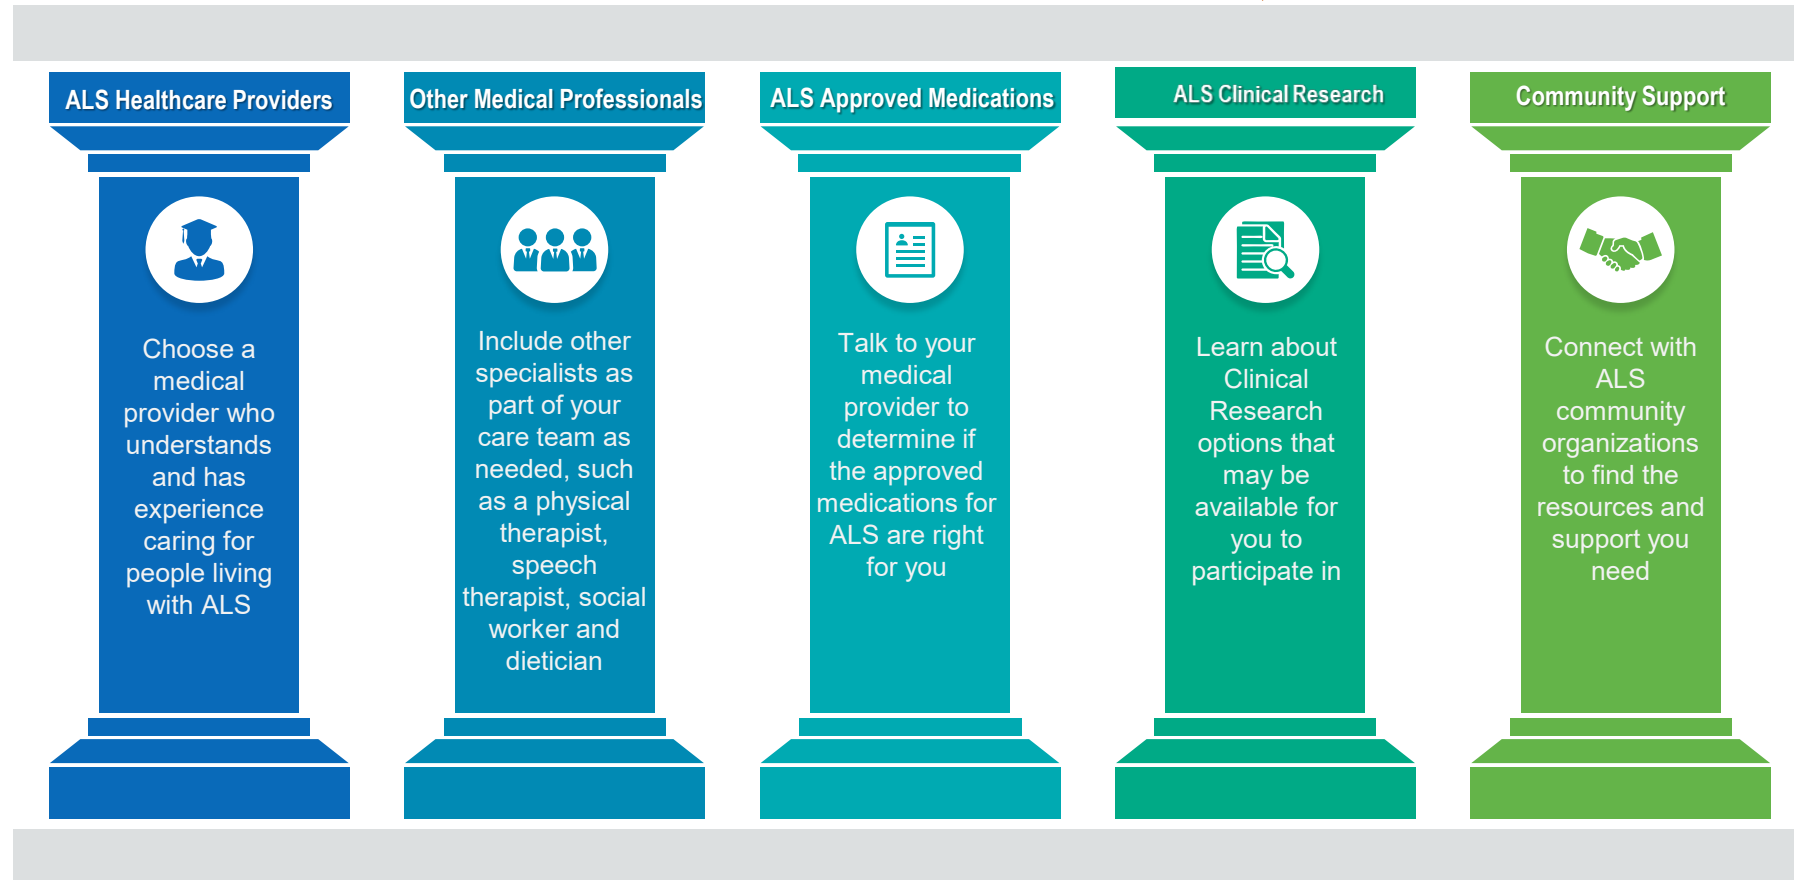 ALS Healthcare Providers
Choose a
medical
provider who
understands
and has
experience
caring for
people living
with ALS
Other Medical Professionals
Include other
specialists as
part of your
care team as
needed, such
as a physical
therapist,
speech
therapist, social
worker and
dietician
ALS Approved Medications
Talk to your
medical
provider to
determine if
the approved
medications for
ALS are right
for you
ALS Clinical Research
Learn about
Clinical
Research
options that
may be
available for
you to
participate in
Community Support
Connect with
ALS
community
organizations
to find the
resources and
support you
need